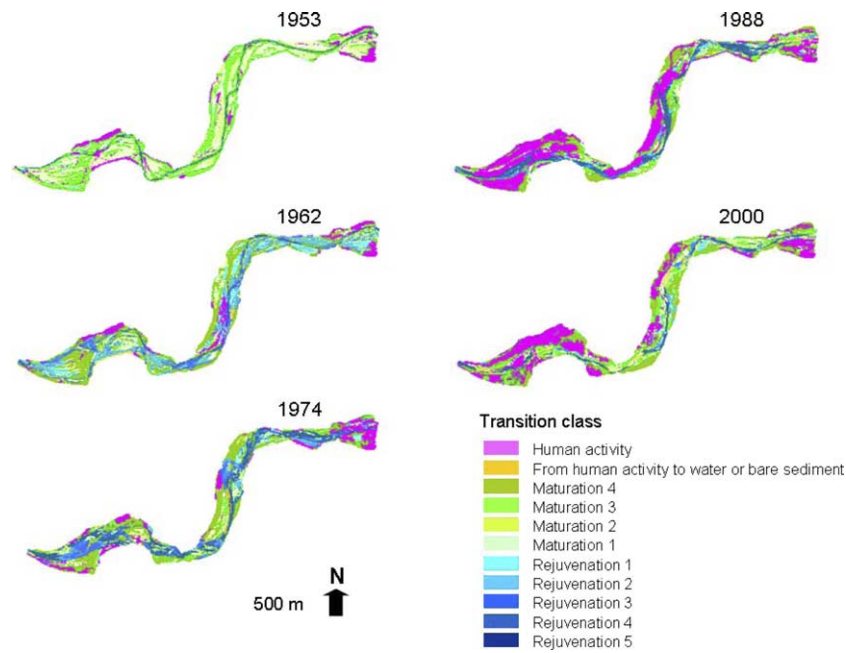 1953
1988
1962
2000
1974
Transition class
Human activity
From human activity to water or bare sediment
Maturation 4
Maturation 3
Maturation 2
Maturation 1
Rejuvenation 1
Rejuvenation 2
Rejuvenation 3
Rejuvenation 4
Rejuvenation 5
N
500 m